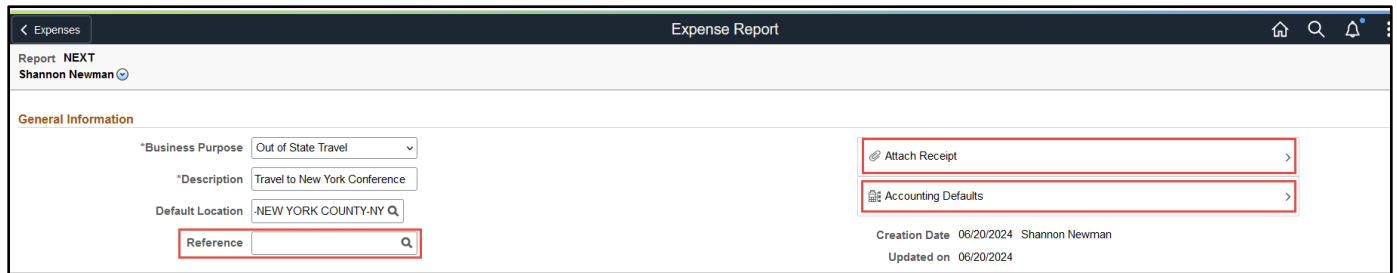 Expenses
Expense Report
Report NEXT
Shannon Newman
General Information
*Business Purpose Out of State Travel
*Description Travel to New York Conference
Default Location -NEW YORK COUNTY-NY
Reference
Attach Receipt
Accounting Defaults
Creation Date 06/20/2024 Shannon Newman
Updated on 06/20/2024